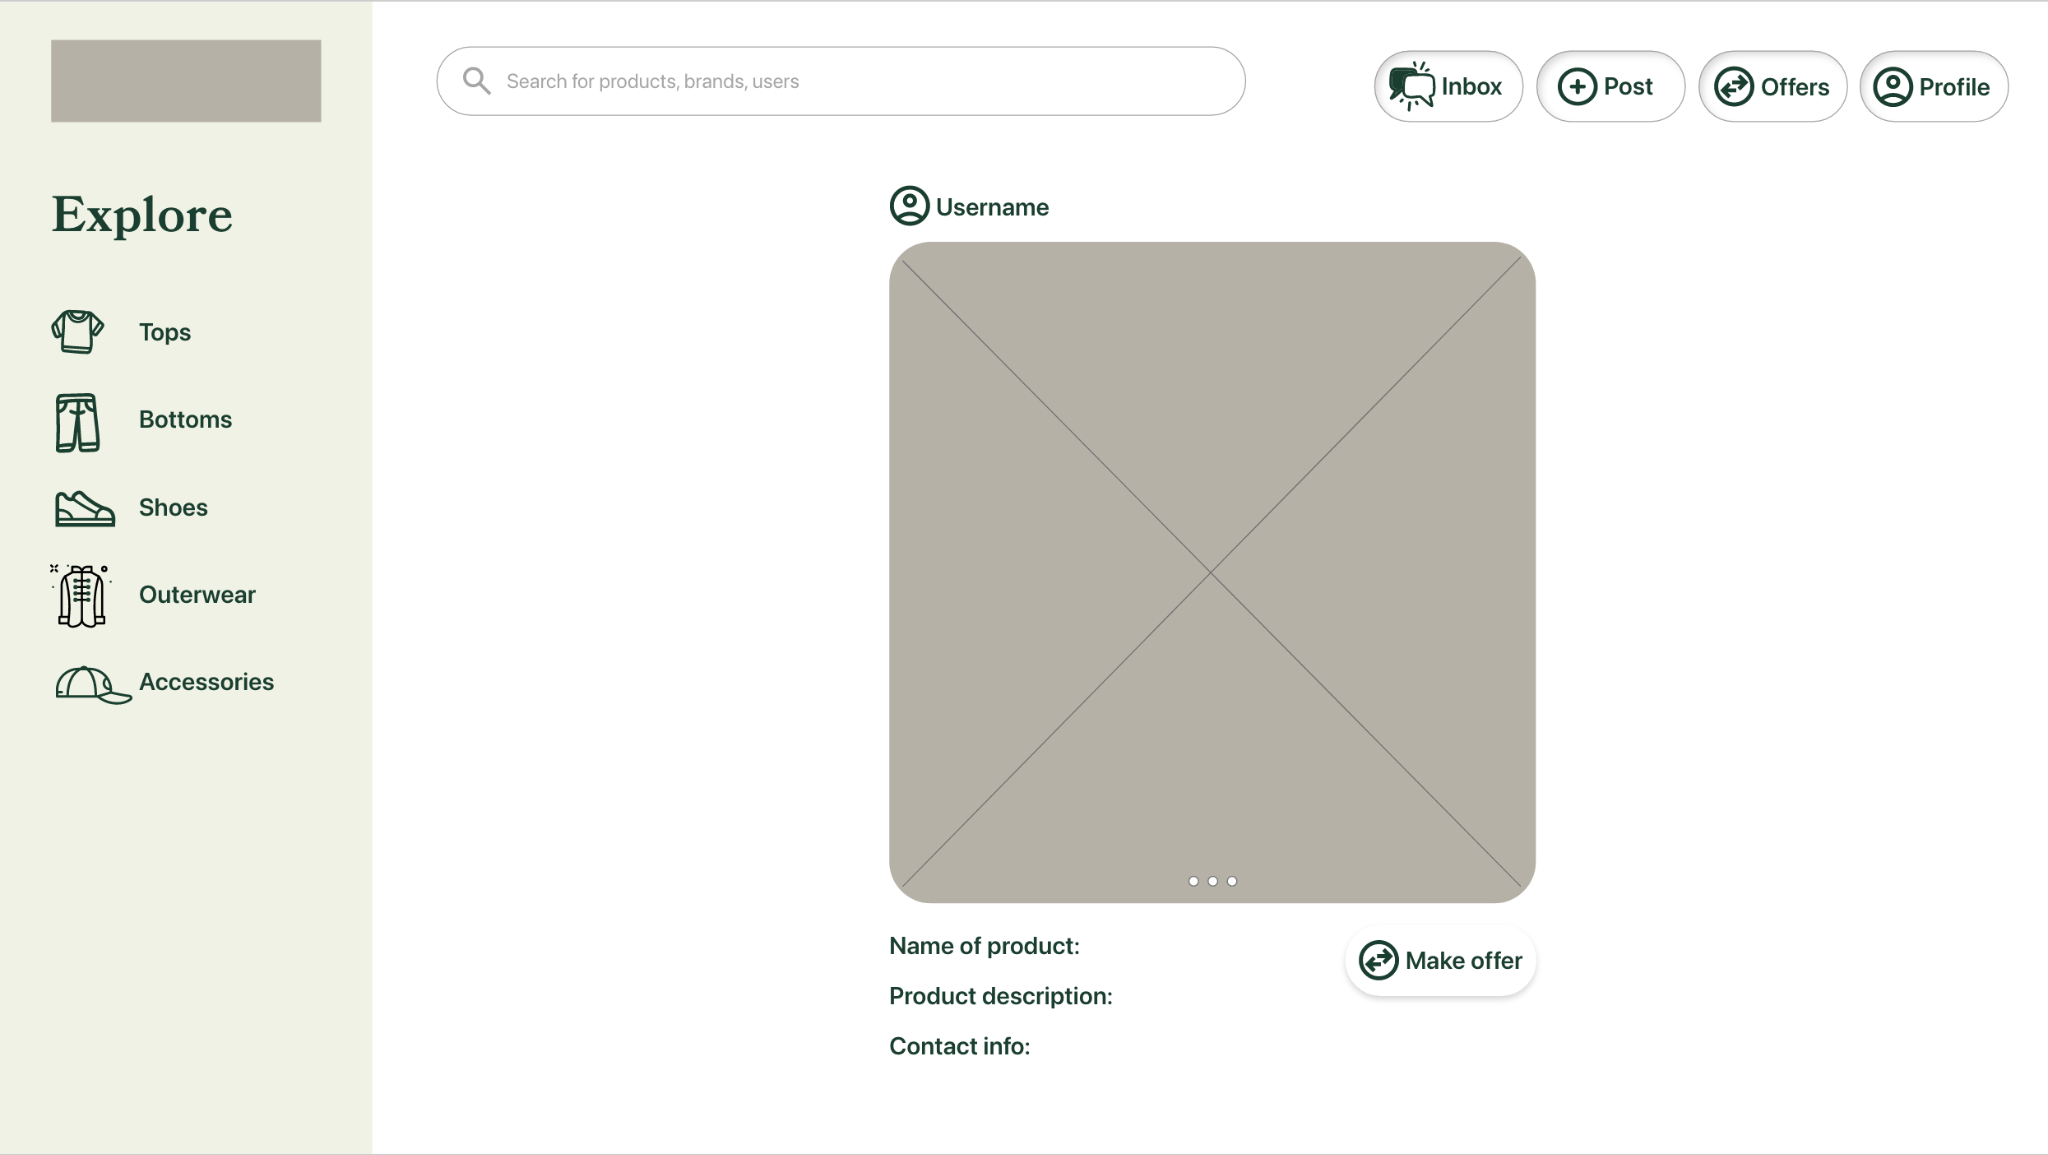 Search for products, brands, users
Inbox
Post
Offers
Profile
Explore
Tops
Bottoms
Shoes
Outerwear
Accessories
Username
Name of product:
Make offer
Product description:
Contact info: